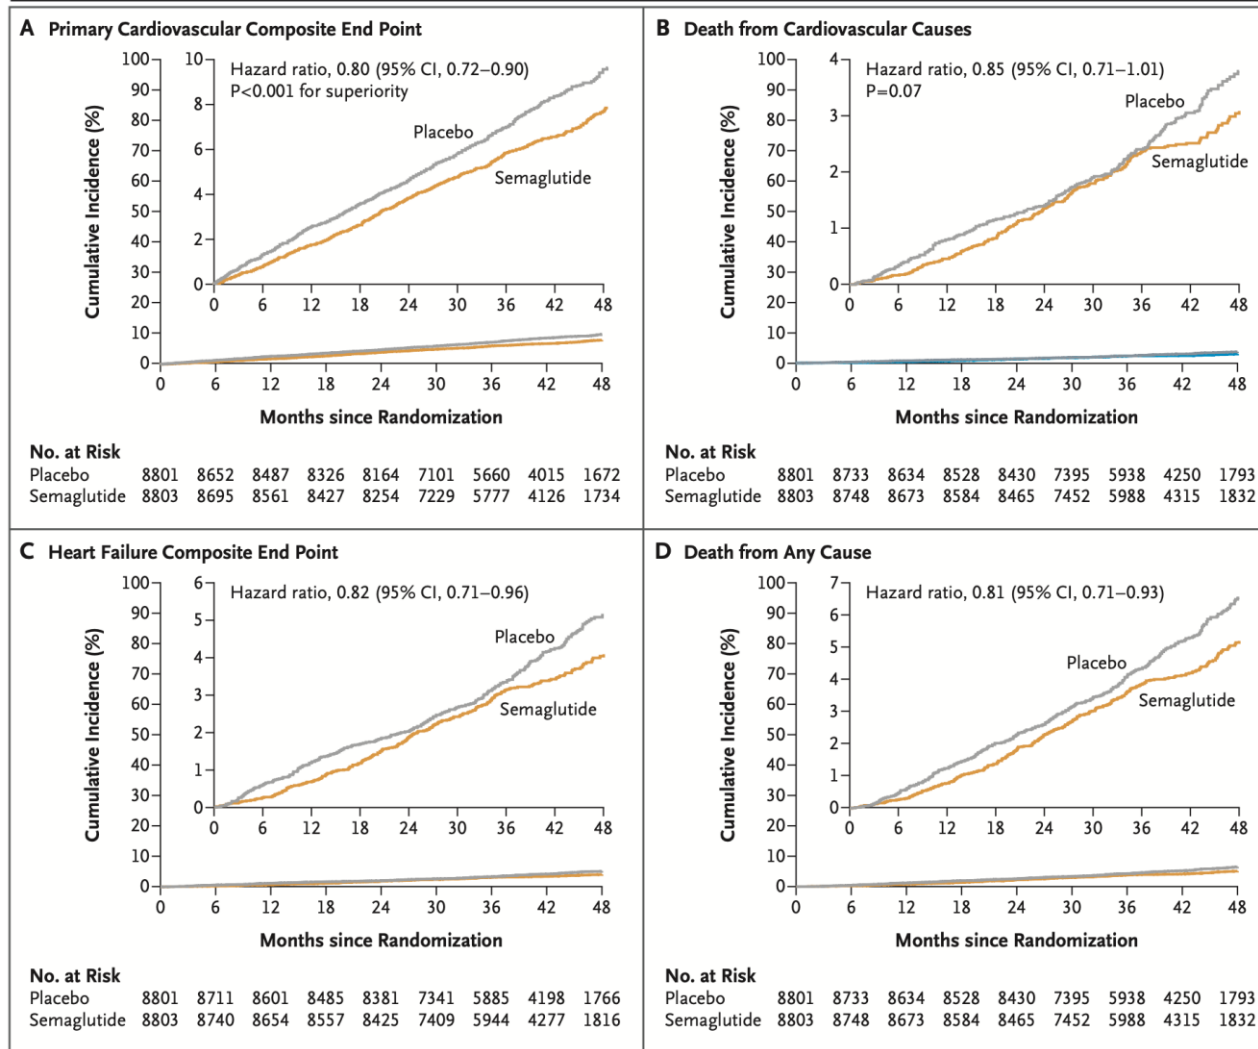 A Primary Cardiovascular Composite End Point
Cumulative Incidence (%)
100
90
80
70
60
50
40
30
20
10
0
10
8
6
4
2
0
Hazard ratio, 0.80 (95% CI, 0.72–0.90)
P<0.001 for superiority
Placebo
Semaglutide
0 6 12 18 24 30 36 42 48
0 6 12 18 24 30 36 42 48
Months since Randomization
No. at Risk
Placebo 8801 8652 8487 8326 8164 7101 5660 4015 1672
Semaglutide 8803 8695 8561 8427 8254 7229 5777 4126 1734
B Death from Cardiovascular Causes
Cumulative Incidence (%)
100
90
80
70
60
50
40
30
20
10
0
4
3
2
1
0
Hazard ratio, 0.85 (95% CI, 0.71–1.01)
P=0.07
Placebo
Semaglutide
0 6 12 18 24 30 36 42 48
0 6 12 18 24 30 36 42 48
Months since Randomization
No. at Risk
Placebo 8801 8733 8634 8528 8430 7395 5938 4250 1793
Semaglutide 8803 8748 8673 8584 8465 7452 5988 4315 1832
C Heart Failure Composite End Point
Cumulative Incidence (%)
100
90
80
70
60
50
40
30
20
10
0
6
5
4
3
2
1
0
Hazard ratio, 0.82 (95% CI, 0.71–0.96)
Placebo
Semaglutide
0 6 12 18 24 30 36 42 48
0 6 12 18 24 30 36 42 48
Months since Randomization
No. at Risk
Placebo 8801 8711 8601 8485 8381 7341 5885 4198 1766
Semaglutide 8803 8740 8654 8557 8425 7409 5944 4277 1816
D Death from Any Cause
Cumulative Incidence (%)
100
90
80
70
60
50
40
30
20
10
0
7
6
5
4
3
2
1
0
Hazard ratio, 0.81 (95% CI, 0.71–0.93)
Placebo
Semaglutide
0 6 12 18 24 30 36 42 48
0 6 12 18 24 30 36 42 48
Months since Randomization
No. at Risk
Placebo 8801 8733 8634 8528 8430 7395 5938 4250 1793
Semaglutide 8803 8748 8673 8584 8465 7452 5988 4315 1832